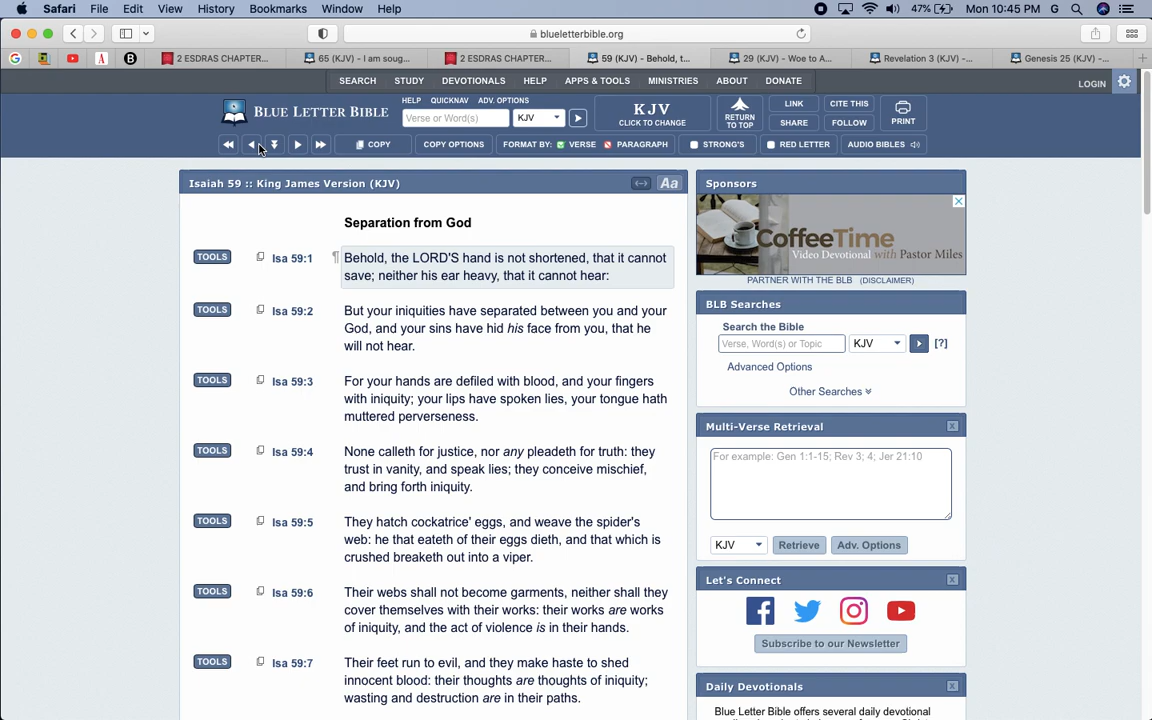 Safari File Edit View History Bookmarks Window Help 47% Mon 10:45 PM G
blueletterbible.org
2 ESDRAS CHAPTER... 65 (KJV) - I am soug... 2 ESDRAS CHAPTER... 59 (KJV) - Behold, t... 29 (KJV) - Woe to A... Revelation 3 (KJV) -... Genesis 25 (KJV) -...
SEARCH STUDY DEVOTIONALS HELP APPS & TOOLS MINISTRIES ABOUT DONATE LOGIN
HELP QUICKNAV ADV. OPTIONS
BLUE LETTER BIBLE
Verse or Word(s) KJV
KJV
CLICK TO CHANGE
RETURN
TO TOP
LINK CITE THIS
SHARE FOLLOW
PRINT
COPY COPY OPTIONS FORMAT BY: VERSE PARAGRAPH STRONG'S RED LETTER AUDIO BIBLES
Isaiah 59 :: King James Version (KJV) Aa
Separation from God
TOOLS Isa 59:1 ¶ Behold, the LORD'S hand is not shortened, that it cannot
save; neither his ear heavy, that it cannot hear:
TOOLS Isa 59:2 But your iniquities have separated between you and your
God, and your sins have hid his face from you, that he
will not hear.
TOOLS Isa 59:3 For your hands are defiled with blood, and your fingers
with iniquity; your lips have spoken lies, your tongue hath
muttered perverseness.
TOOLS Isa 59:4 None calleth for justice, nor any pleadeth for truth: they
trust in vanity, and speak lies; they conceive mischief,
and bring forth iniquity.
TOOLS Isa 59:5 They hatch cockatrice' eggs, and weave the spider's
web: he that eateth of their eggs dieth, and that which is
crushed breaketh out into a viper.
TOOLS Isa 59:6 Their webs shall not become garments, neither shall they
cover themselves with their works: their works are works
of iniquity, and the act of violence is in their hands.
TOOLS Isa 59:7 Their feet run to evil, and they make haste to shed
innocent blood: their thoughts are thoughts of iniquity;
wasting and destruction are in their paths.
Sponsors
CoffeeTime
Video Devotional with Pastor Miles
PARTNER WITH THE BLB (DISCLAIMER)
BLB Searches
Search the Bible
Verse, Word(s) or Topic KJV [?]
Advanced Options
Other Searches
Multi-Verse Retrieval
For example: Gen 1:1-15; Rev 3; 4; Jer 21:10
KJV Retrieve Adv. Options
Let's Connect
Subscribe to our Newsletter
Daily Devotionals
Blue Letter Bible offers several daily devotional